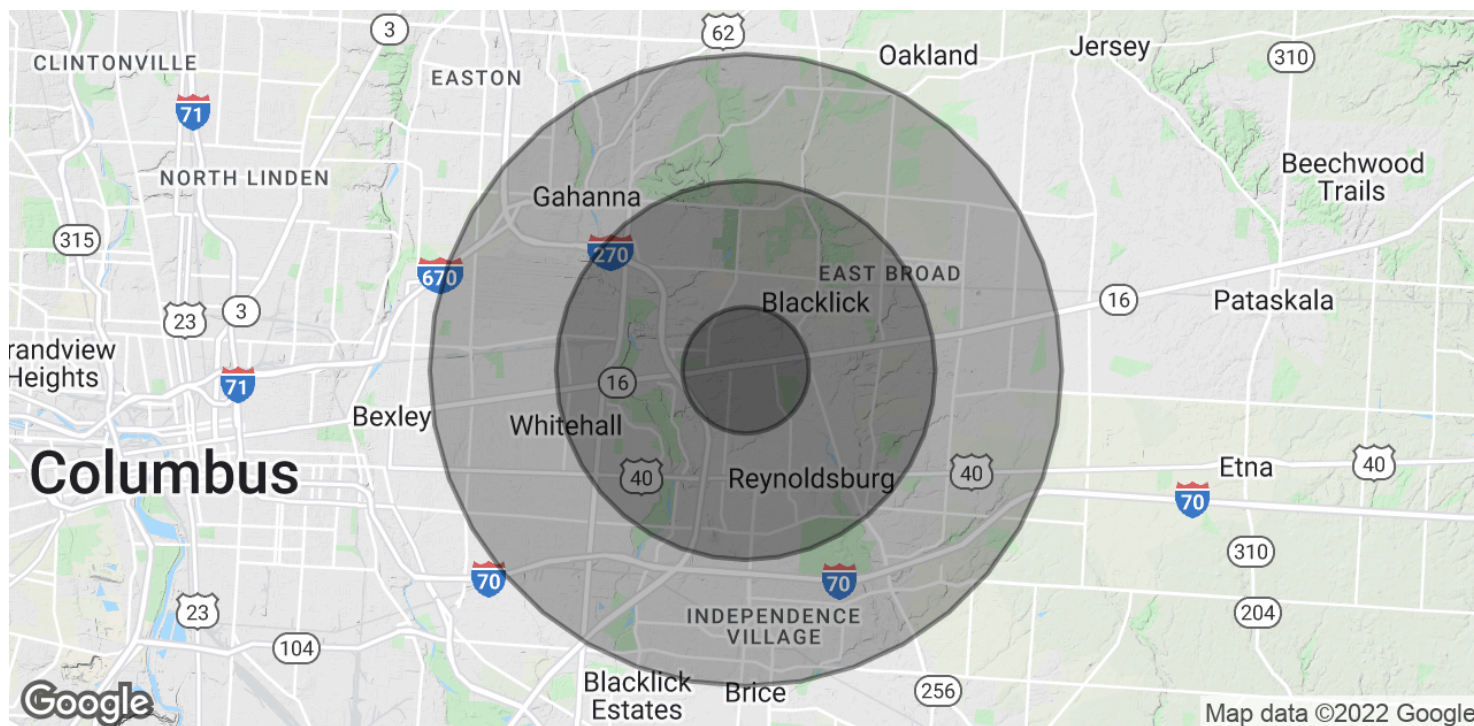 3
62
Oakland
Jersey
310
CLINTONVILLE
EASTON
71
NORTH LINDEN
Beechwood
Trails
Gahanna
315
270
670
EAST BROAD
Blacklick
16
Pataskala
3
23
randview
Heights
71
16
Bexley
Whitehall
Columbus
40
Reynoldsburg
40
Etna
40
70
70
70
310
INDEPENDENCE
VILLAGE
23
204
104
Blacklick
Estates
Brice
256
Google
Map data ©2022 Google